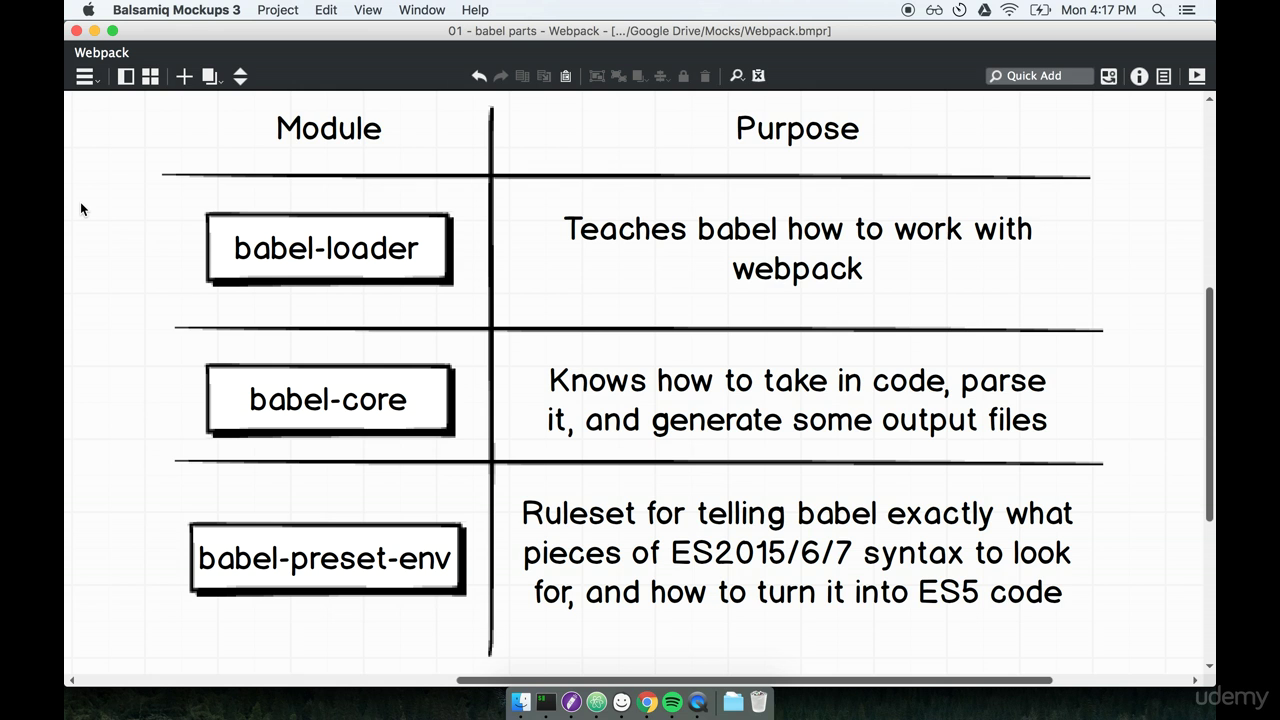 Balsamiq Mockups 3 Project Edit View Window Help Mon 4:17 PM
01 - babel parts - Webpack - [.../Google Drive/Mocks/Webpack.bmpr]
Webpack
Quick Add
Module Purpose
babel-loader
Teaches babel how to work with
webpack
babel-core
Knows how to take in code, parse
it, and generate some output files
babel-preset-env
Ruleset for telling babel exactly what
pieces of ES2015/6/7 syntax to look
for, and how to turn it into ES5 code
udemy